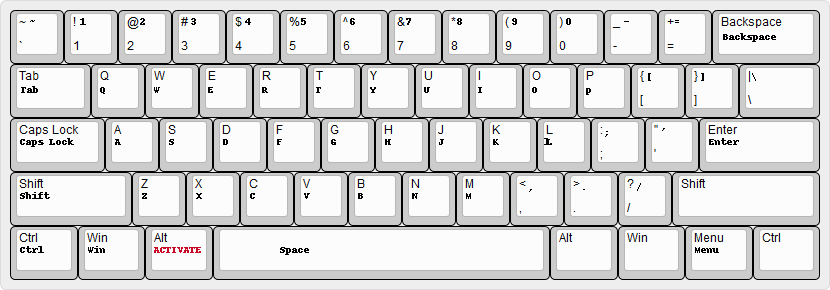 ~ ~ ! 1 @ 2 # 3 $ 4 % 5 ^ 6 & 7 * 8 ( 9 ) 0 _ - + = Backspace
Backspace
` 1 2 3 4 5 6 7 8 9 0 - =
Tab Q W E R T Y U I O P { [ } ] | \
Tab Q W E R T Y U I O p
[ ] \
Caps Lock A S D F G H J K L : ; " ' Enter
Caps Lock A S D F G H J K L Enter
; '
Shift Z X C V B N M < , > . ? / Shift
Shift Z X C V B N M
, . /
Ctrl Win Alt Alt Win Menu Ctrl
Ctrl Win ACTIVATE Space Menu